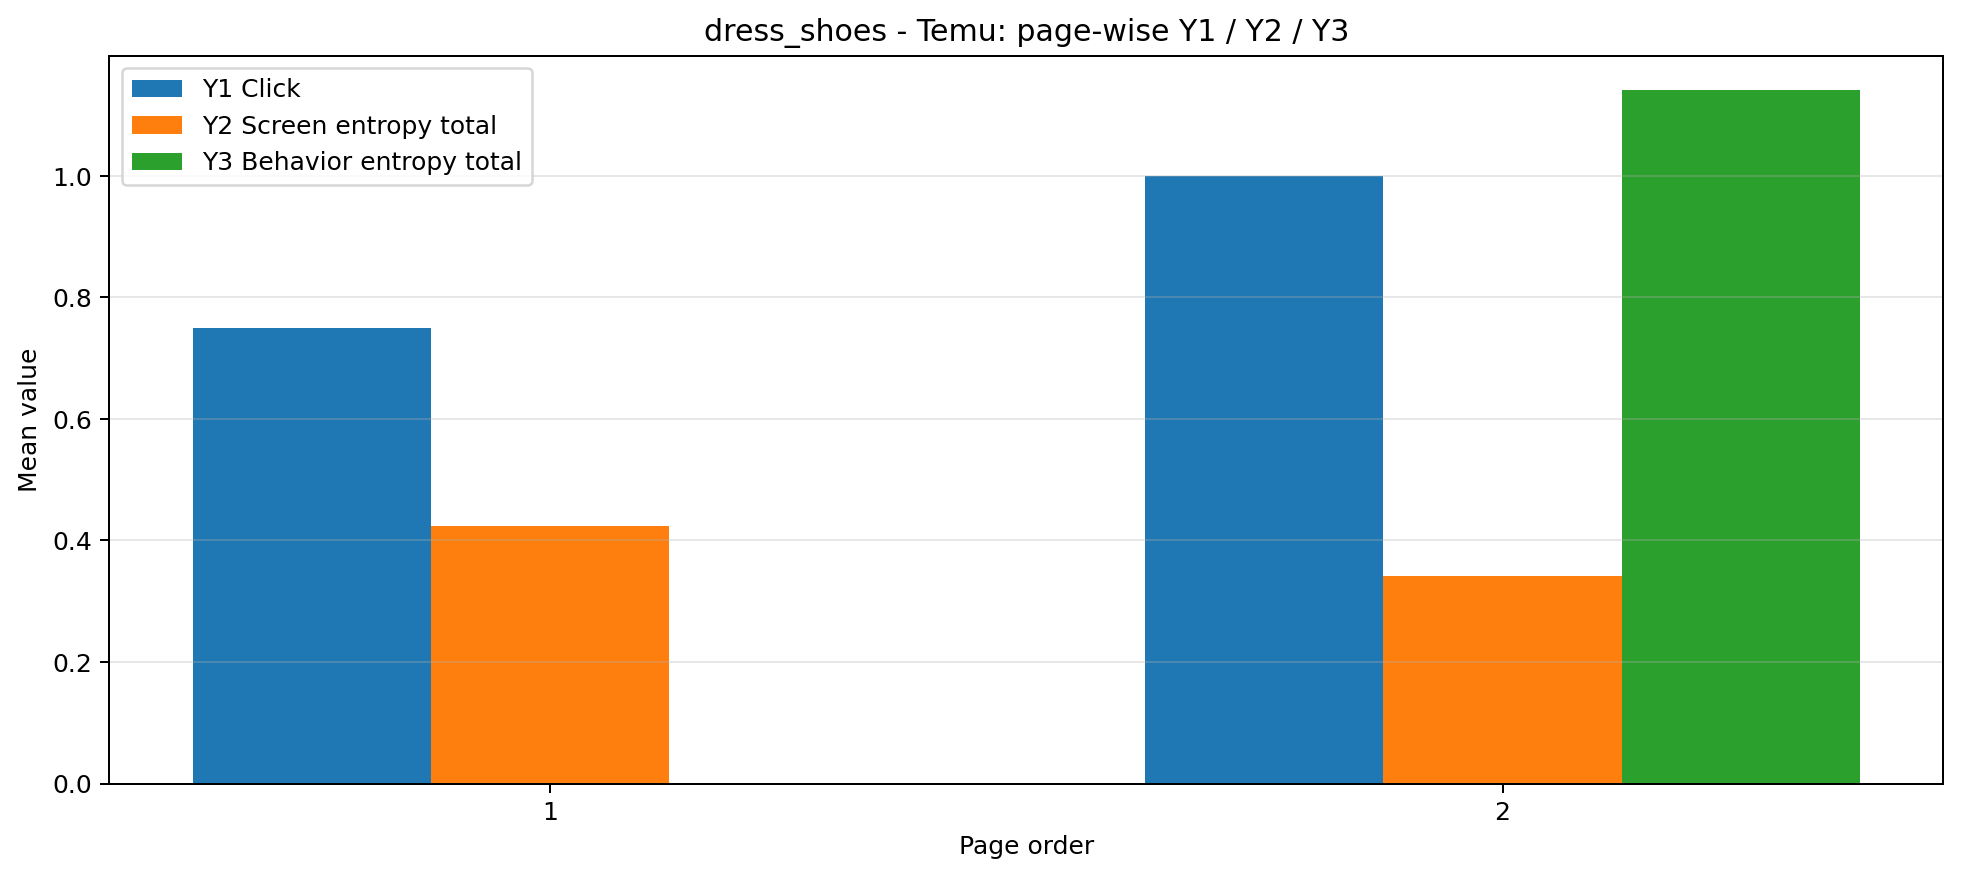 dress_shoes - Temu: page-wise Y1 / Y2 / Y3
Y1 Click
Y2 Screen entropy total
Y3 Behavior entropy total
1.0
0.8
0.6
0.4
0.2
0.0
Mean value
1
2
Page order